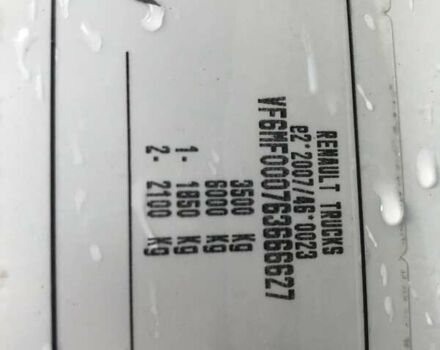 RENAULT TRUCKS
e2*2007/46*0023
VF6MF000763666627
3500 Kg
6000 Kg
1- 1850 Kg
2- 2100 Kg